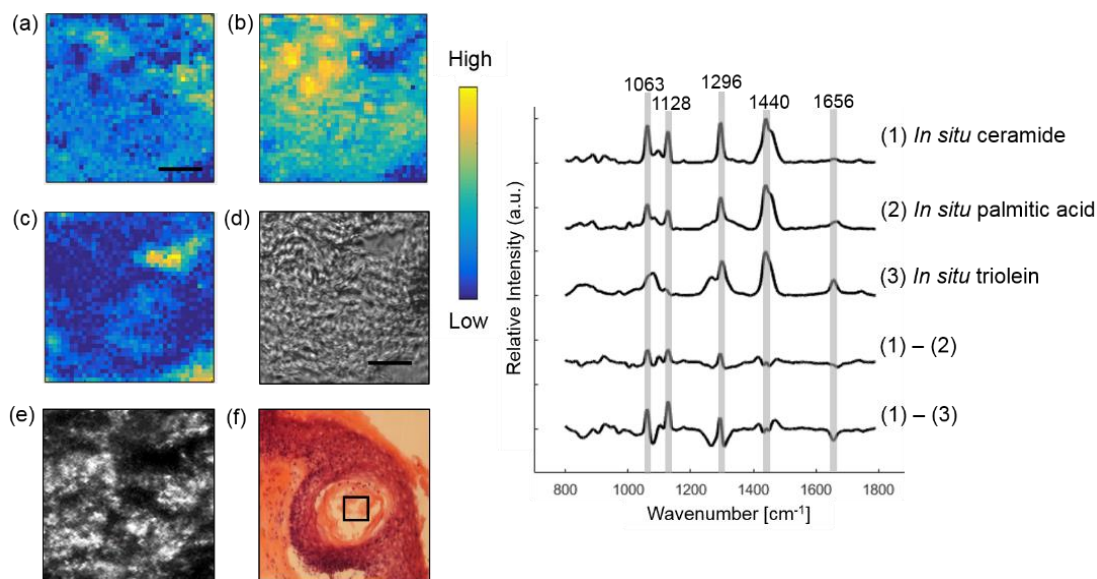 (a)
(b)
High
Low
(c)
(d)
(e)
(f)
1063
1128
1296
1440
1656
(1) In situ ceramide
(2) In situ palmitic acid
(3) In situ triolein
(1) – (2)
(1) – (3)
Relative Intensity (a.u.)
800 1000 1200 1400 1600 1800
Wavenumber [cm-1]